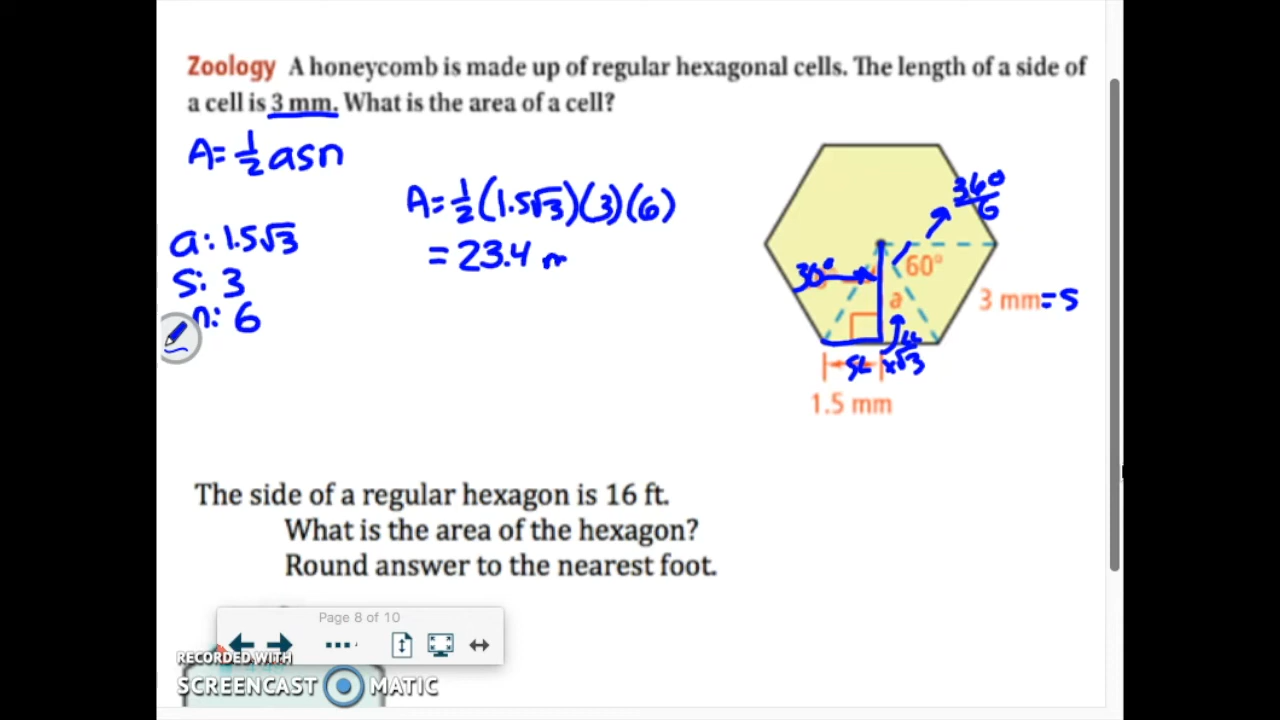 Zoology A honeycomb is made up of regular hexagonal cells. The length of a side of
a cell is 3 mm. What is the area of a cell?
A = 1/2 asn
a: 1.5√3
s: 3
n: 6
A = 1/2 (1.5√3)(3)(6)
= 23.4 m
360/6
60°
30°
a
3 mm = s
SL
x√3
1.5 mm
The side of a regular hexagon is 16 ft.
What is the area of the hexagon?
Round answer to the nearest foot.
Page 8 of 10
RECORDED WITH
SCREENCAST MATIC